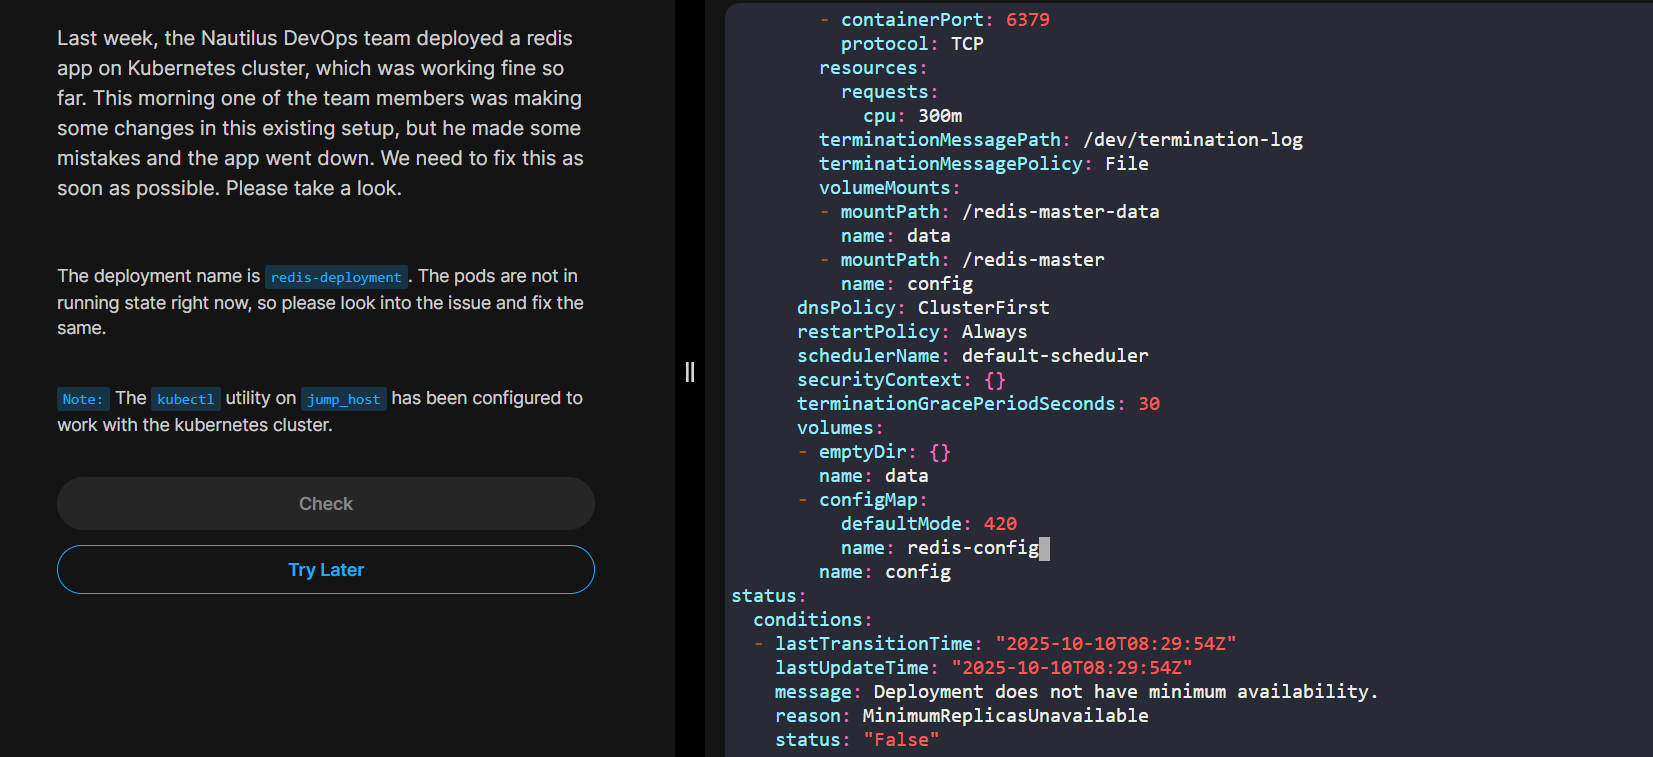 Last week, the Nautilus DevOps team deployed a redis
app on Kubernetes cluster, which was working fine so
far. This morning one of the team members was making
some changes in this existing setup, but he made some
mistakes and the app went down. We need to fix this as
soon as possible. Please take a look.
The deployment name is redis-deployment. The pods are not in
running state right now, so please look into the issue and fix the
same.
Note: The kubectl utility on jump_host has been configured to
work with the kubernetes cluster.
Check
Try Later
- containerPort: 6379
protocol: TCP
resources:
requests:
cpu: 300m
terminationMessagePath: /dev/termination-log
terminationMessagePolicy: File
volumeMounts:
- mountPath: /redis-master-data
name: data
- mountPath: /redis-master
name: config
dnsPolicy: ClusterFirst
restartPolicy: Always
schedulerName: default-scheduler
securityContext: {}
terminationGracePeriodSeconds: 30
volumes:
- emptyDir: {}
name: data
- configMap:
defaultMode: 420
name: redis-config
name: config
status:
conditions:
- lastTransitionTime: "2025-10-10T08:29:54Z"
lastUpdateTime: "2025-10-10T08:29:54Z"
message: Deployment does not have minimum availability.
reason: MinimumReplicasUnavailable
status: "False"